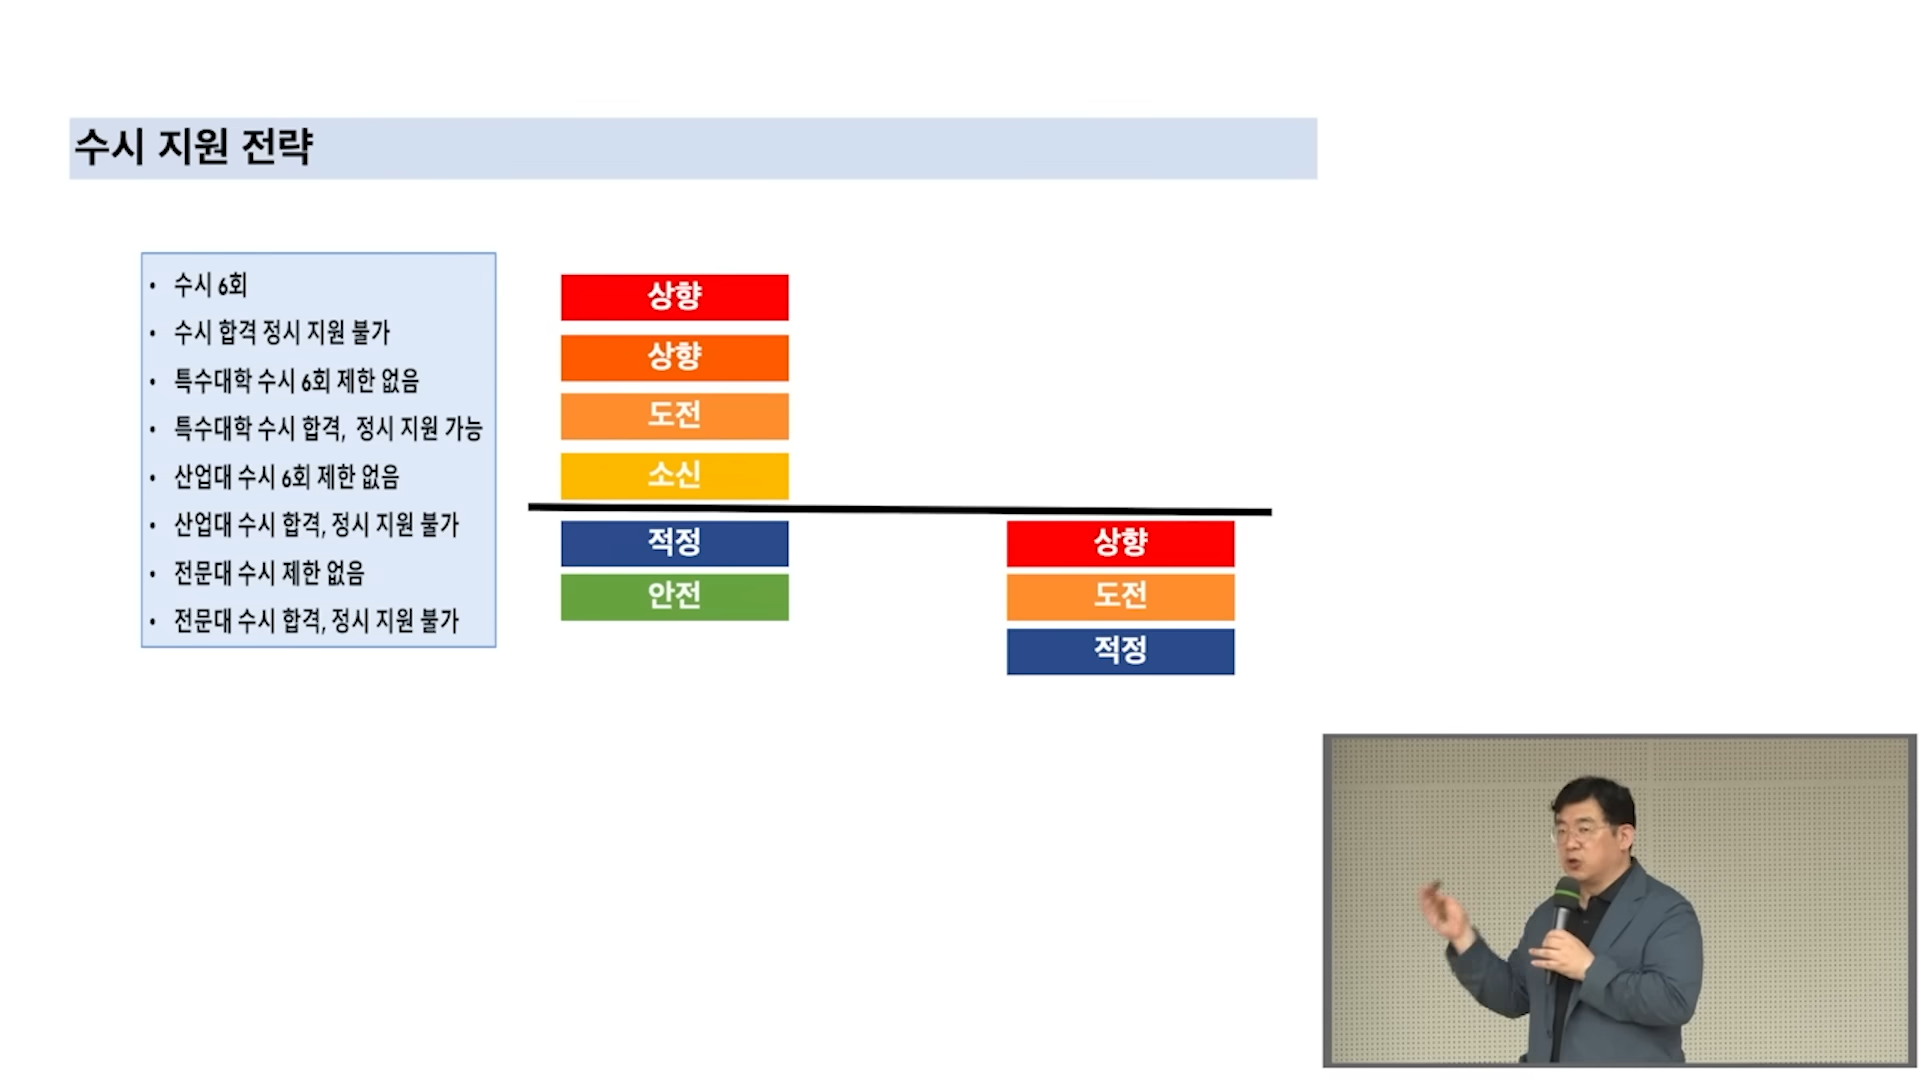 수시 지원 전략
• 수시 6회
• 수시 합격 정시 지원 불가
• 특수대학 수시 6회 제한 없음
• 특수대학 수시 합격, 정시 지원 가능
• 산업대 수시 6회 제한 없음
• 산업대 수시 합격, 정시 지원 불가
• 전문대 수시 제한 없음
• 전문대 수시 합격, 정시 지원 불가
상향
상향
도전
소신
적정
안전
상향
도전
적정